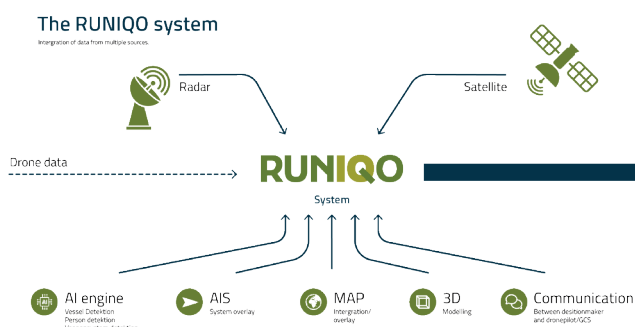 The RUNIQO system
Intergration of data from multiple sources.
Radar
Satellite
Drone data
RUNIQO
System
AI engine
Vessel Detektion
Person detektion
AIS
System overlay
MAP
Intergration/
overlay
3D
Modelling
Communication
Between desitionmaker
and dronepilot/GCS